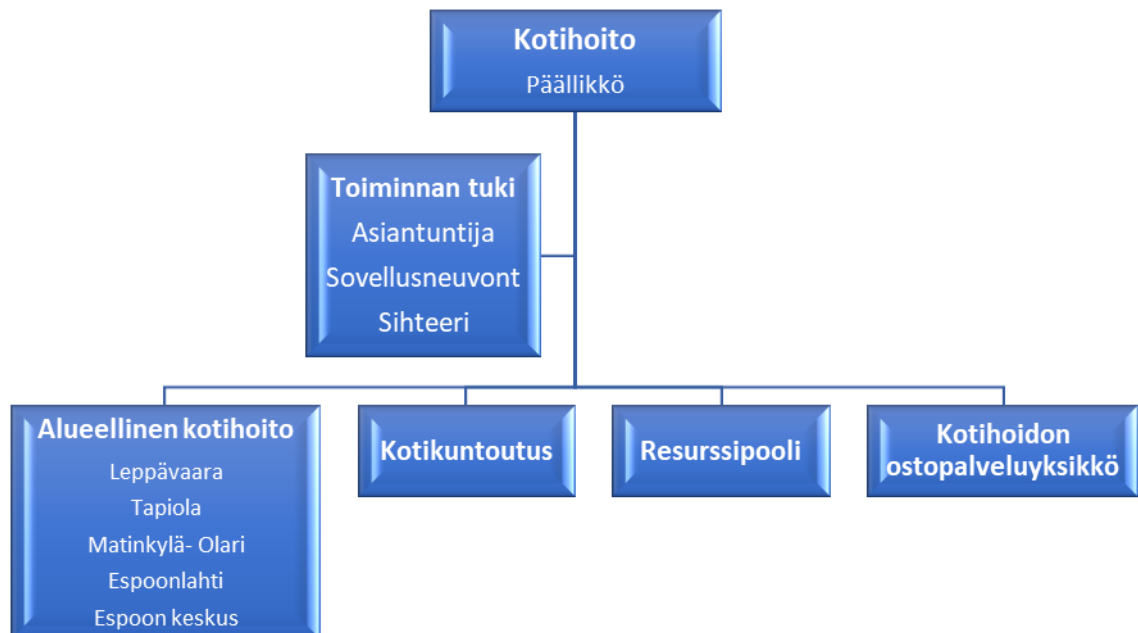 Kotihoito
Päällikkö
Toiminnan tuki
Asiantuntija
Sovellusneuvont
Sihteeri
Alueellinen kotihoito
Leppävaara
Tapiola
Matinkylä- Olari
Espoonlahti
Espoon keskus
Kotikuntoutus
Resurssipooli
Kotihoidon
ostopalveluyksikkö